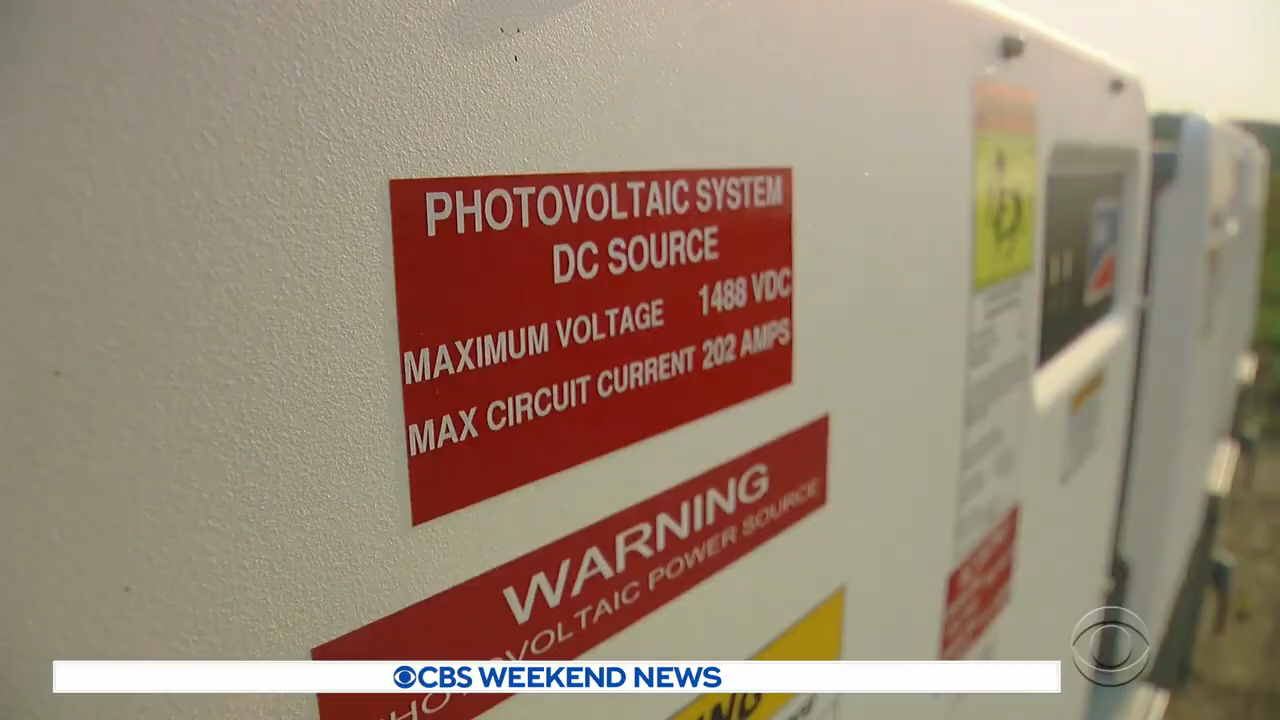 PHOTOVOLTAIC SYSTEM
DC SOURCE
MAXIMUM VOLTAGE 1488 VDC
MAX CIRCUIT CURRENT 202 AMPS
WARNING
PHOTOVOLTAIC POWER SOURCE
CBS WEEKEND NEWS